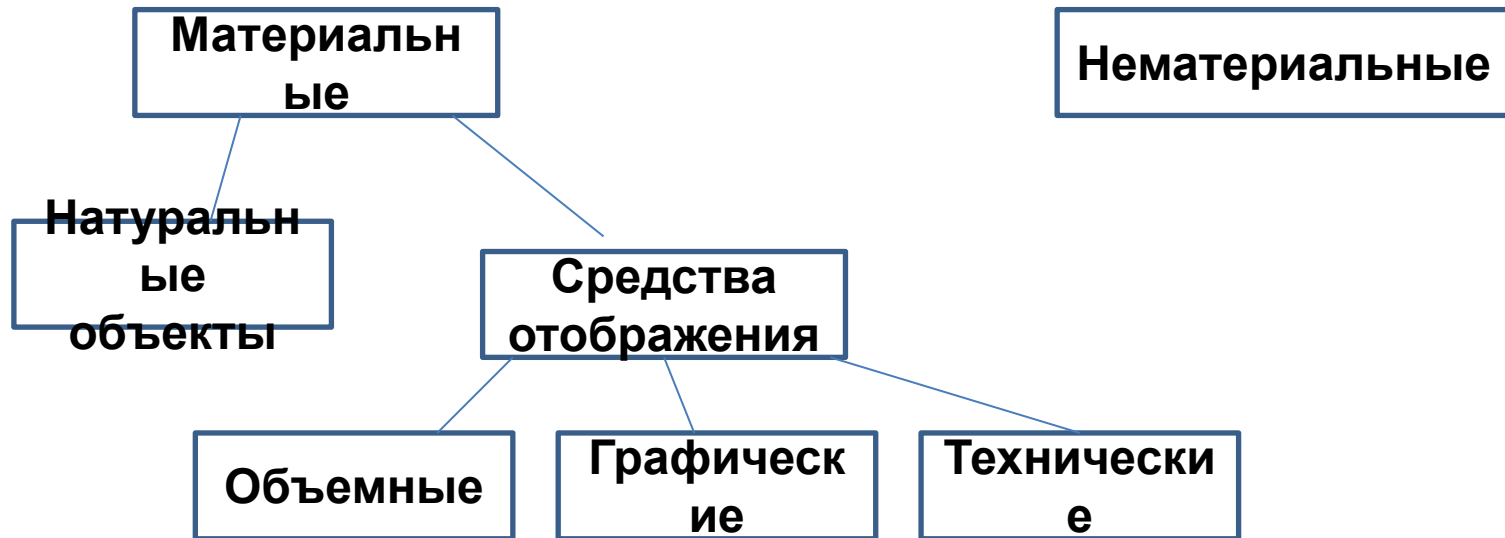 Материальн
ые
Нематериальные
Натуральн
ые
объекты
Средства
отображения
Объемные
Графическ
ие
Технически
е